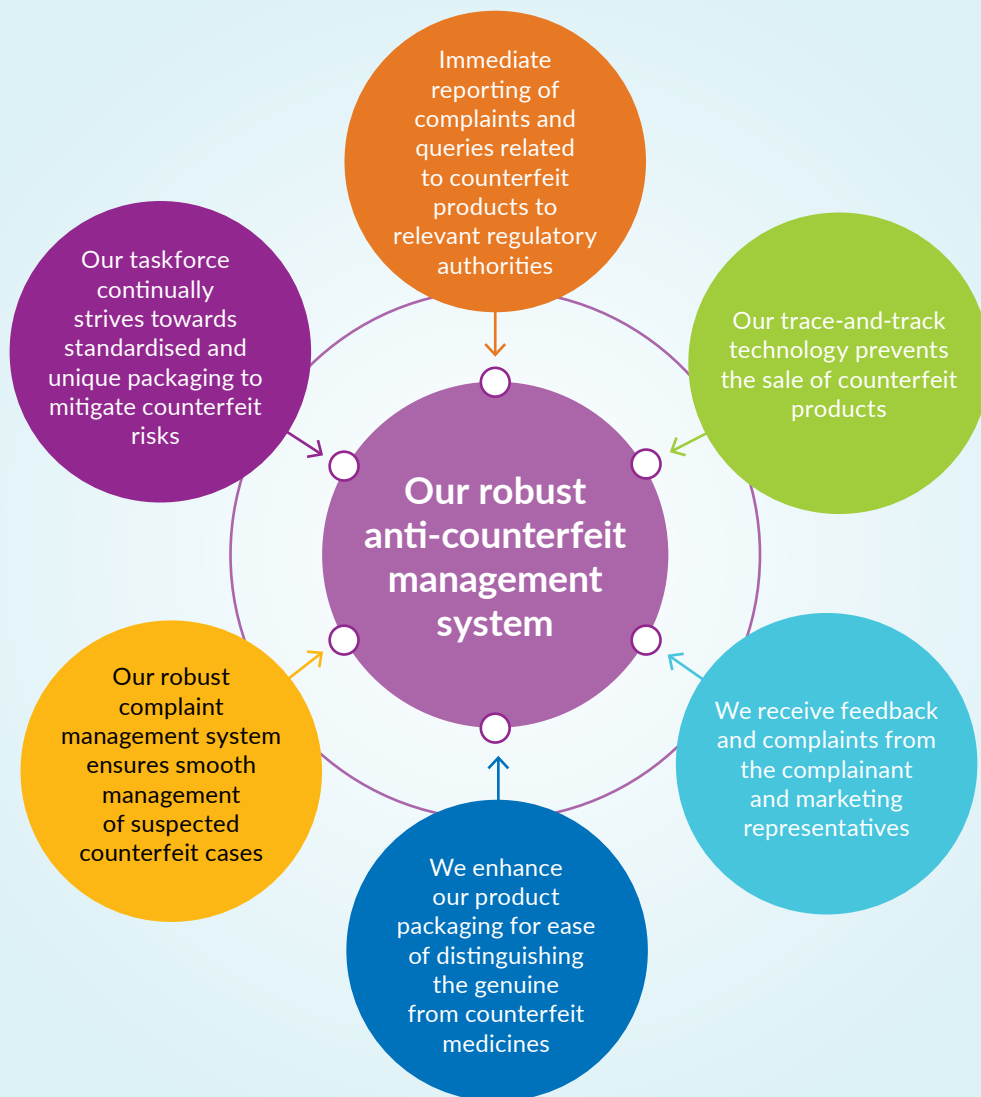 Immediate
reporting of
complaints and
queries related
to counterfeit
products to
relevant regulatory
authorities
Our taskforce
continually
strives towards
standardised and
unique packaging to
mitigate counterfeit
risks
Our trace-and-track
technology prevents
the sale of counterfeit
products
Our robust
anti-counterfeit
management
system
Our robust
complaint
management system
ensures smooth
management
of suspected
counterfeit cases
We receive feedback
and complaints from
the complainant
and marketing
representatives
We enhance
our product
packaging for ease
of distinguishing
the genuine
from counterfeit
medicines